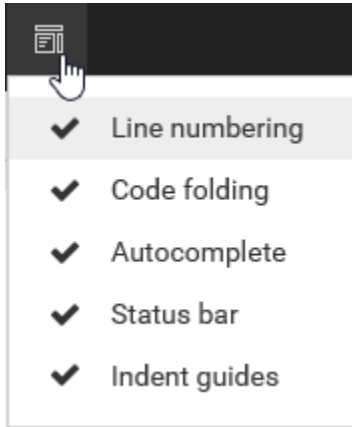 Line numbering
Code folding
Autocomplete
Status bar
Indent guides